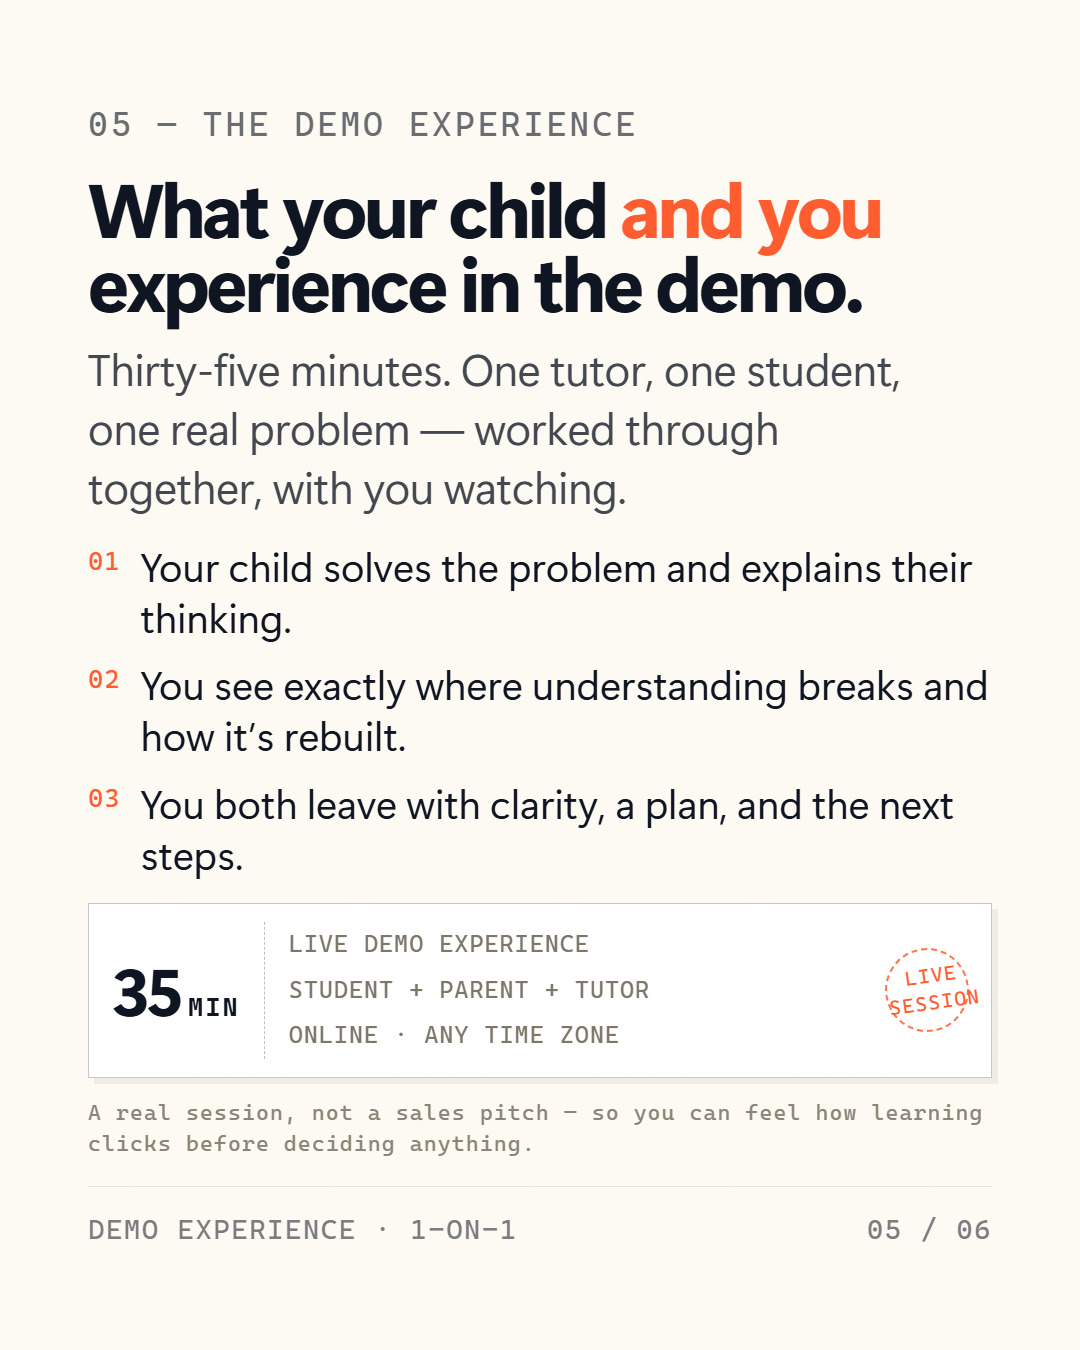 05 — THE DEMO EXPERIENCE
What your child and you
experience in the demo.
Thirty-five minutes. One tutor, one student,
one real problem — worked through
together, with you watching.
01 Your child solves the problem and explains their
thinking.
02 You see exactly where understanding breaks and
how it’s rebuilt.
03 You both leave with clarity, a plan, and the next
steps.
35 MIN
LIVE DEMO EXPERIENCE
STUDENT + PARENT + TUTOR
ONLINE · ANY TIME ZONE
LIVE
SESSION
A real session, not a sales pitch — so you can feel how learning
clicks before deciding anything.
DEMO EXPERIENCE · 1-ON-1
05 / 06